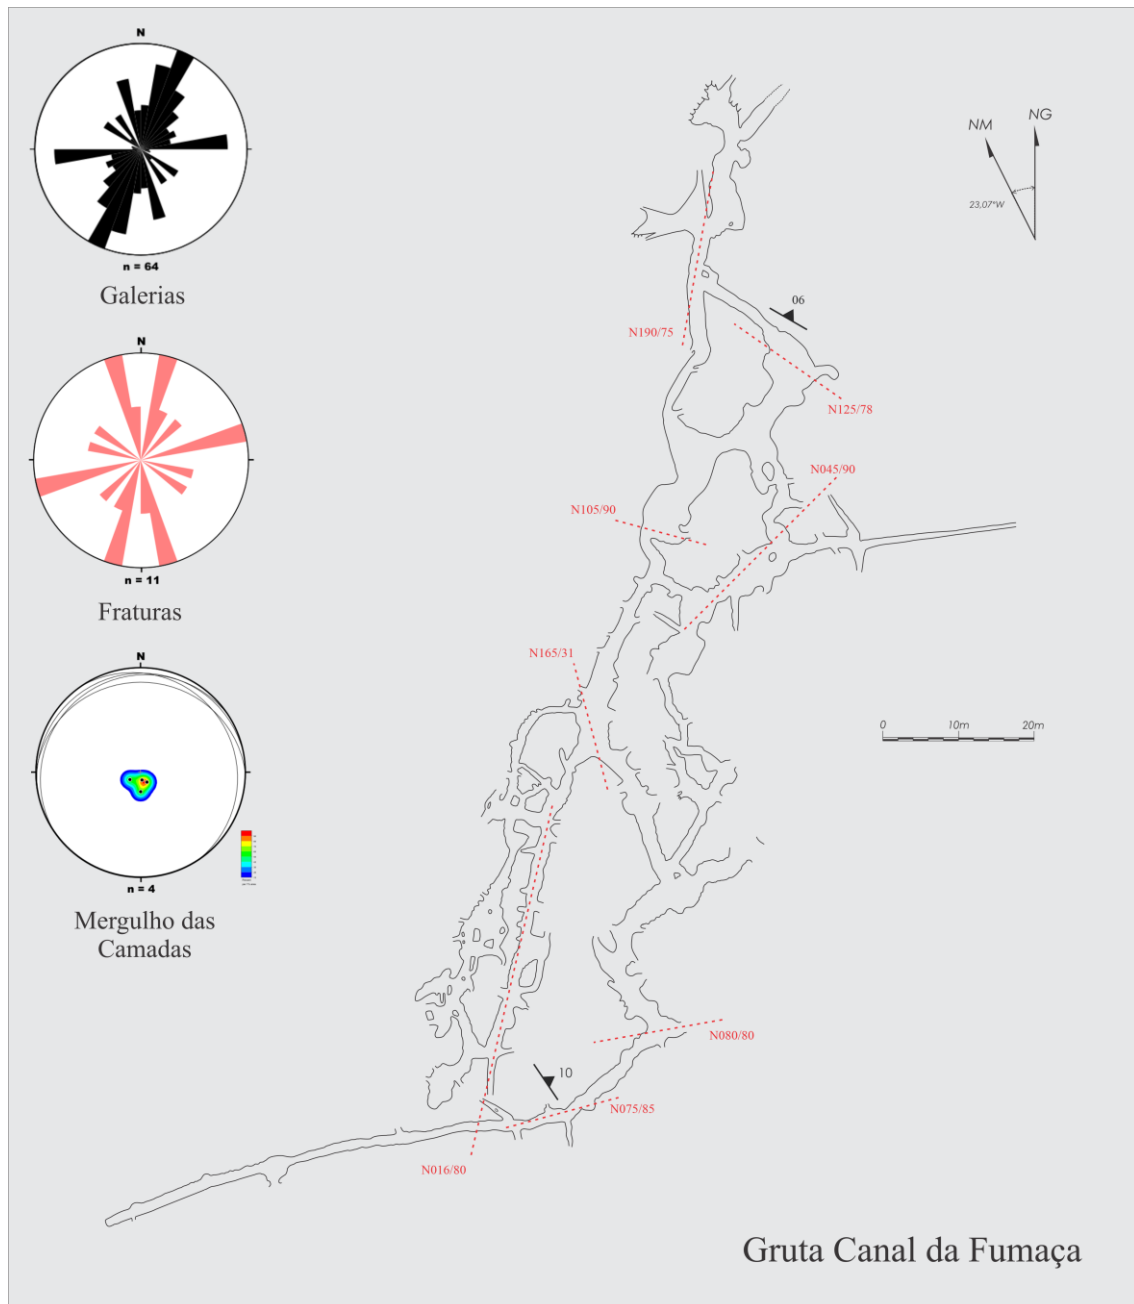 N
n = 64
Galerias
N
n = 11
Fraturas
N
n = 4
Mergulho das
Camadas
NM
NG
23,07°W
06
N190/75
N125/78
N045/90
N105/90
N165/31
0 10m 20m
N080/80
10
N075/85
N016/80
Gruta Canal da Fumaça